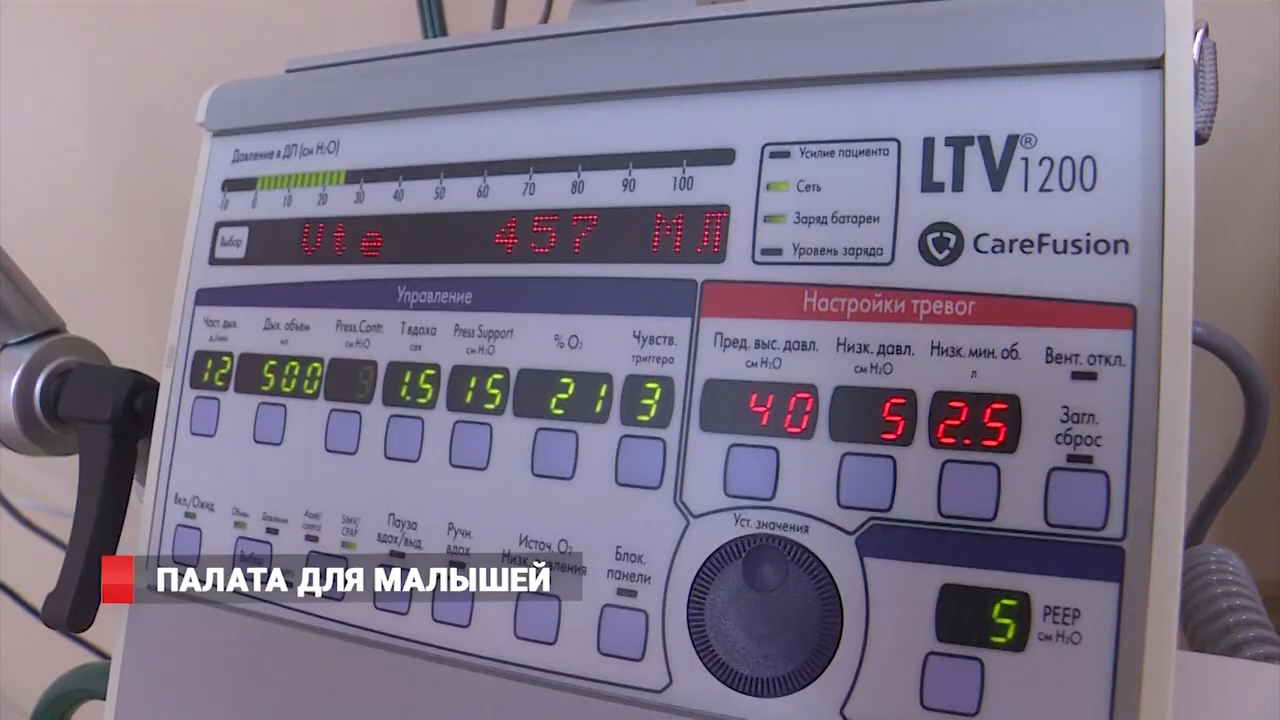 Давление в ДП (см H₂O)
-10 0 10 20 30 40 50 60 70 80 90 100
Выбор
Vte 457 МЛ
Усилие пациента
Сеть
Заряд батареи
Уровень заряда
LTV® 1200
CareFusion
Управление
Част. дых. Дых. объем Press.Contr. Т вдоха Press Support % O₂ Чувств.
д/мин мл см H₂O сек см H₂O триггера
12 500 9 1.5 15 21 3
Настройки тревог
Пред. выс. давл. Низк. давл. Низк. мин. об. Вент. откл.
см H₂O см H₂O л
40 5 2.5
Загл.
сброс
Вкл./Ожид. Объем Давление Assist/control SIMV/CPAP Пауза вдох/выд. Ручн. вдох Источ. O₂ Блок. панели
Выбор
Уст. значения
5 PEEP
см H₂O
ПАЛАТА ДЛЯ МАЛЫШЕЙ